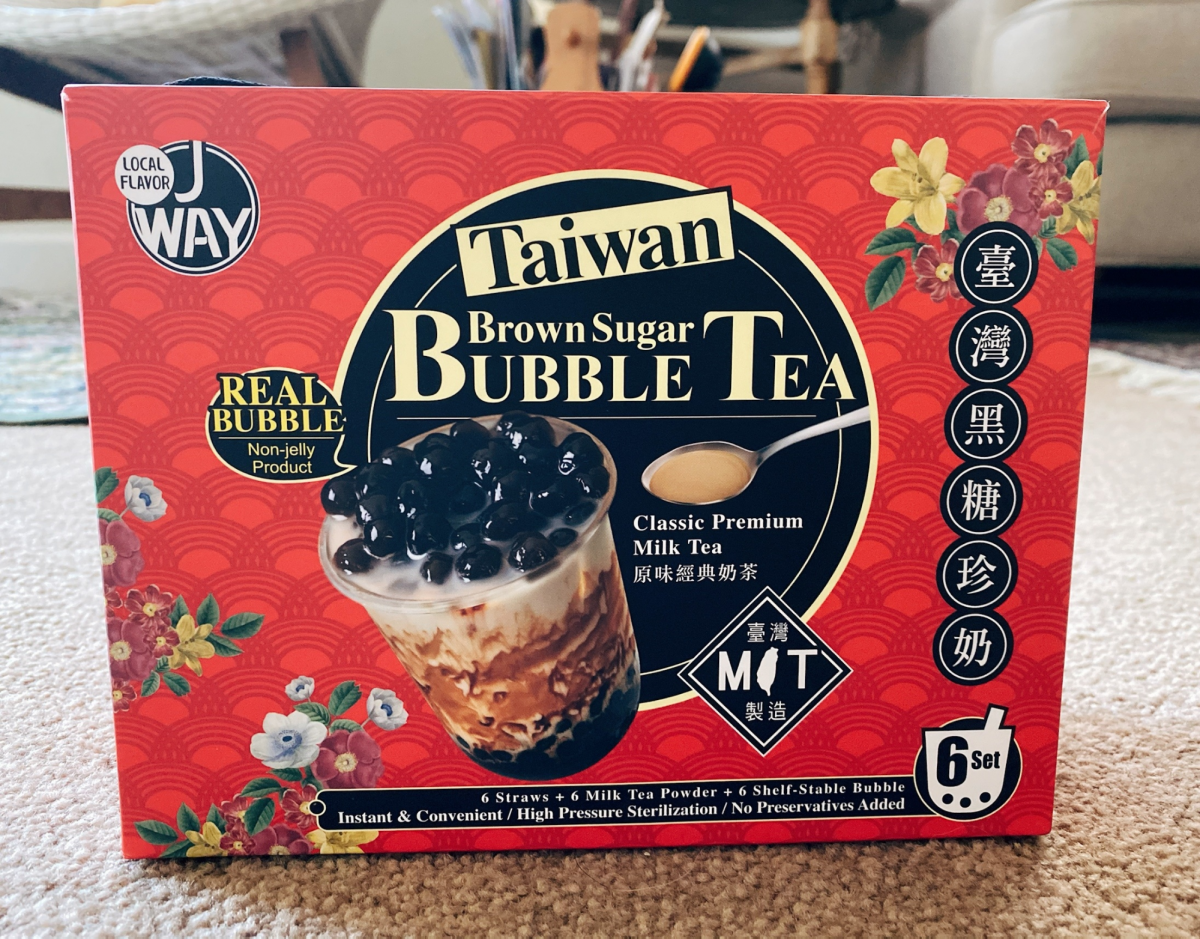 LOCAL
FLAVOR
J
WAY
Taiwan
Brown Sugar
BUBBLE TEA
REAL
BUBBLE
Non-jelly
Product
Classic Premium
Milk Tea
原味經典奶茶
臺灣
MIT
製造
臺
灣
黑
糖
珍
奶
6 Set
6 Straws + 6 Milk Tea Powder + 6 Shelf-Stable Bubble
Instant & Convenient / High Pressure Sterilization / No Preservatives Added